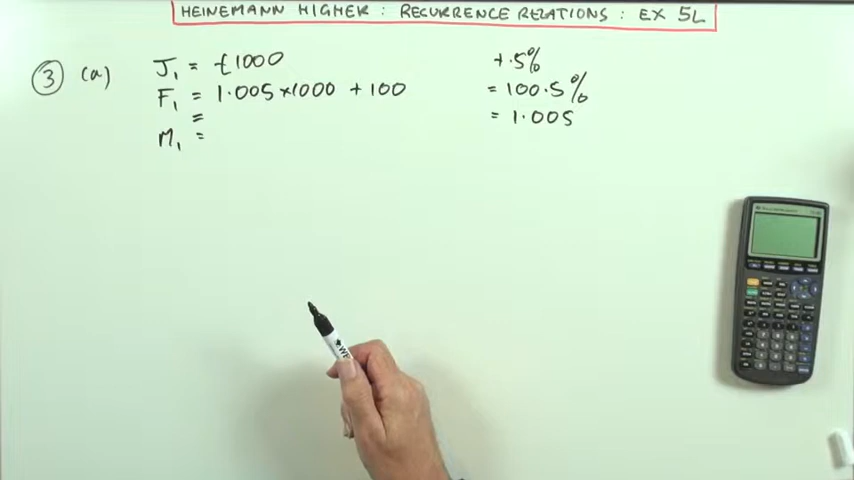 HEINEMANN HIGHER : RECURRENCE RELATIONS : EX 5L
3 (a) J₁ = £1000
+.5%
F₁ = 1.005×1000 + 100
= 100.5%
=
= 1.005
M₁ =